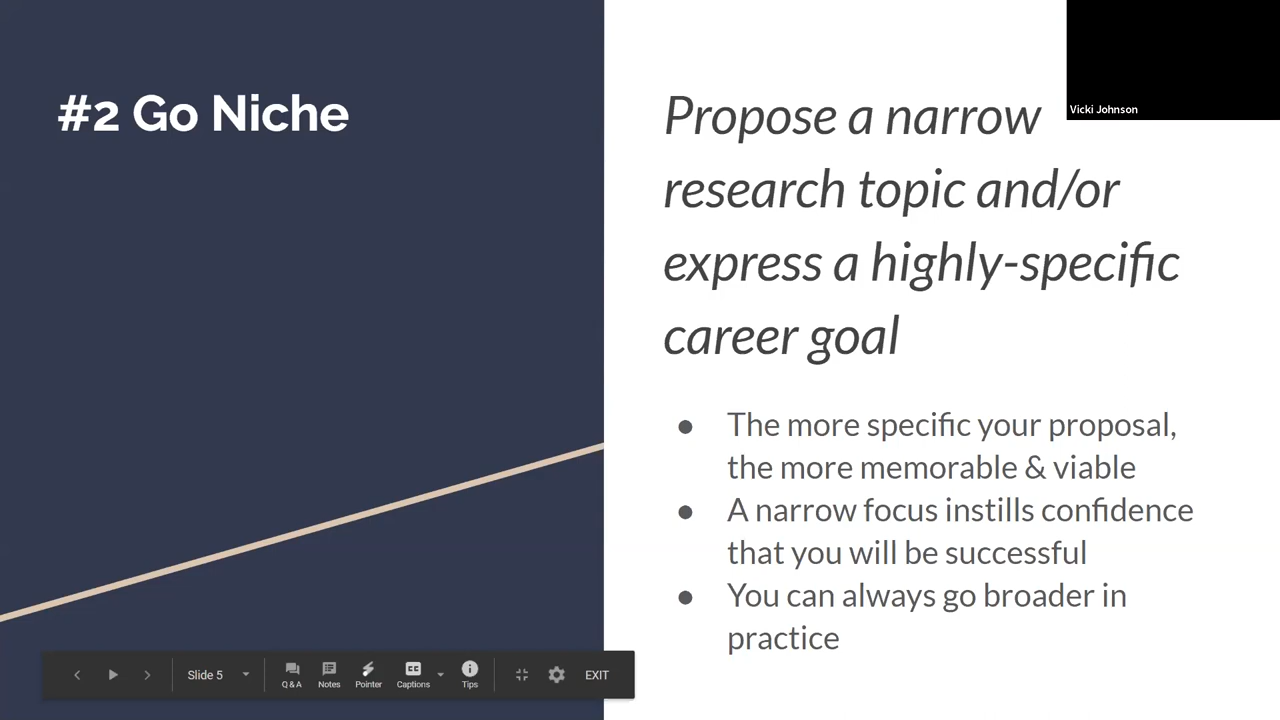 #2 Go Niche
Vicki Johnson
Propose a narrow
research topic and/or
express a highly-specific
career goal
● The more specific your proposal,
the more memorable & viable
● A narrow focus instills confidence
that you will be successful
● You can always go broader in
practice
Slide 5
Q & A
Notes
Pointer
CC
Captions
Tips
EXIT